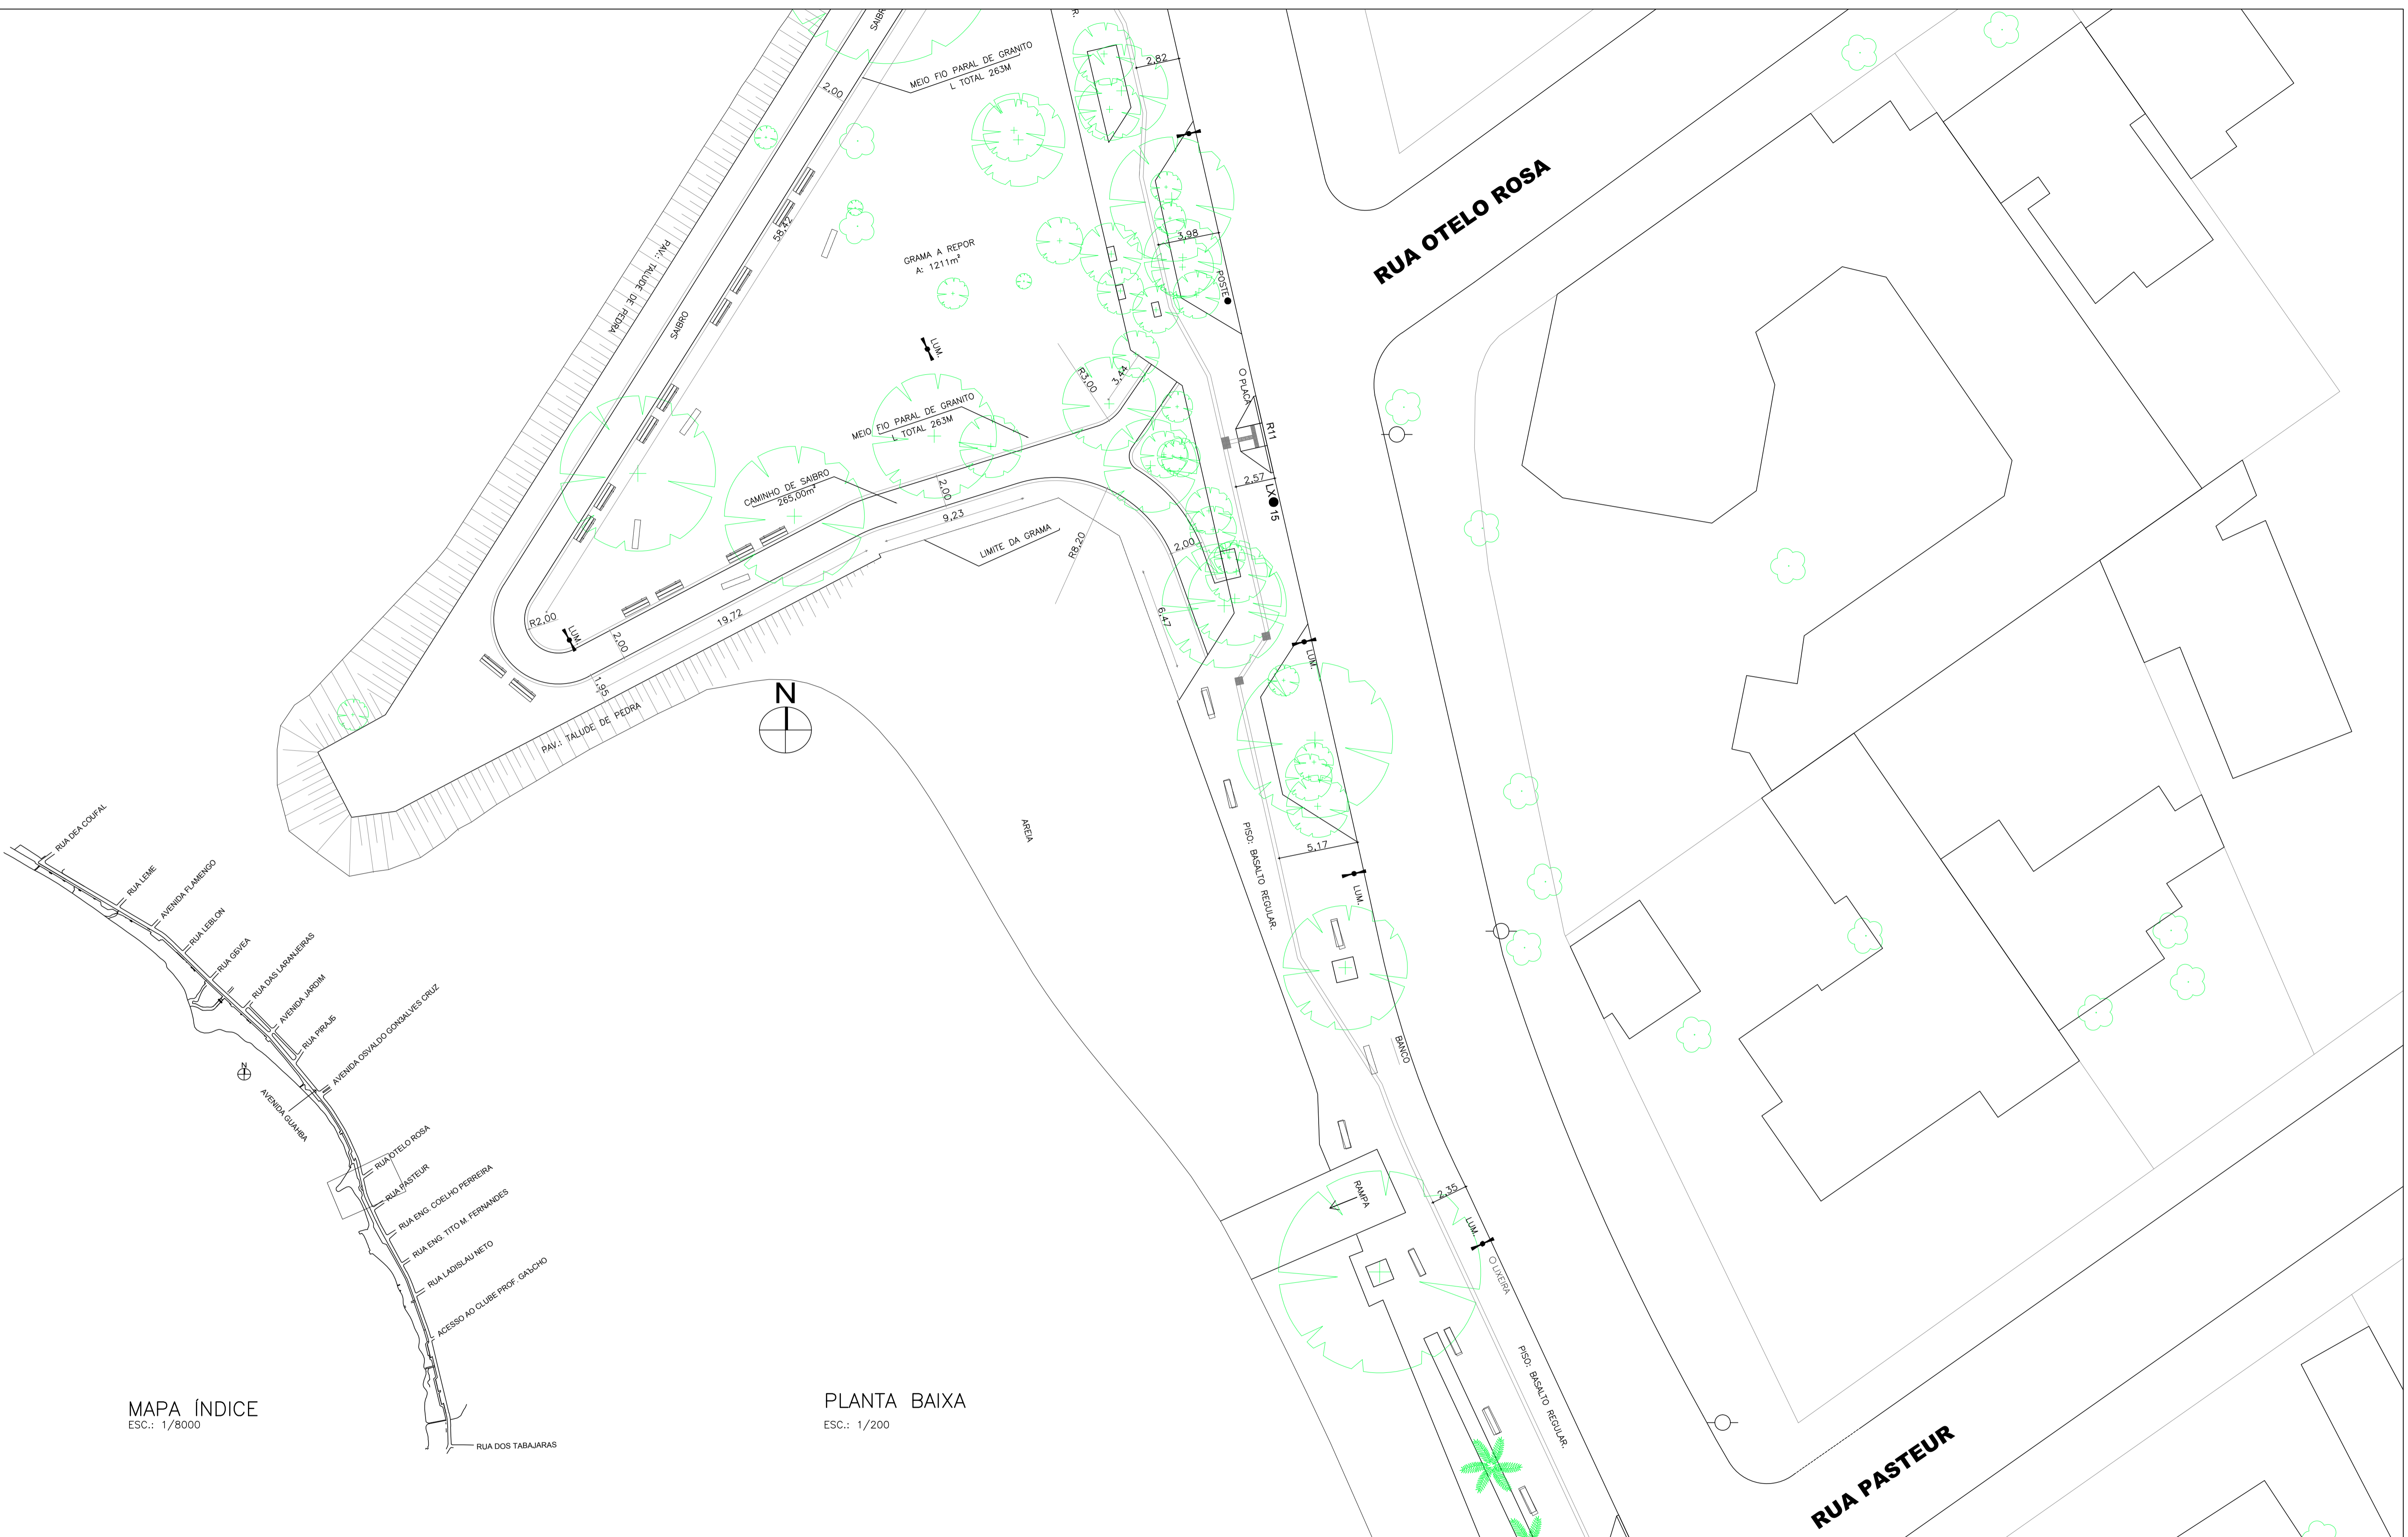 SAIBR
R.
MEIO FIO PARAL DE GRANITO
L TOTAL 263M
2,82
2,00
RUA OTELO ROSA
58,42
3,98
GRAMA A REPOR
A: 1211m²
PAV.: TALUDE DE PEDRA
POSTE
SAIBRO
LUM.
R3,00
3,44
PLACA
MEIO FIO PARAL DE GRANITO
L TOTAL 263M
R11
CAMINHO DE SAIBRO
265,00m²
2,00
2,57
LX 15
9,23
LIMITE DA GRAMA
R8,20
2,00
19,72
6,47
R2,00
LUM.
2,00
LUM.
1,95
N
PAV.: TALUDE DE PEDRA
AREIA
PISO: BASALTO REGULAR.
5,17
LUM.
BANCO
RAMPA
2,35
LUM.
LIXEIRA
PISO: BASALTO REGULAR.
RUA PASTEUR
RUA DEA COUFAL
RUA LEME
AVENIDA FLAMENGO
RUA LEBLON
RUA GБVEA
RUA DAS LARANJEIRAS
AVENIDA JARDIM
RUA PIRAJБ
AVENIDA OSVALDO GONЗALVES CRUZ
N
AVENIDA GUAНBA
RUA OTELO ROSA
RUA PASTEUR
RUA ENG. COELHO PERREIRA
RUA ENG. TITO M. FERNANDES
RUA LADISLAU NETO
ACESSO AO CLUBE PROF. GAЪCHO
RUA DOS TABAJARAS
MAPA ÍNDICE
ESC.: 1/8000
PLANTA BAIXA
ESC.: 1/200